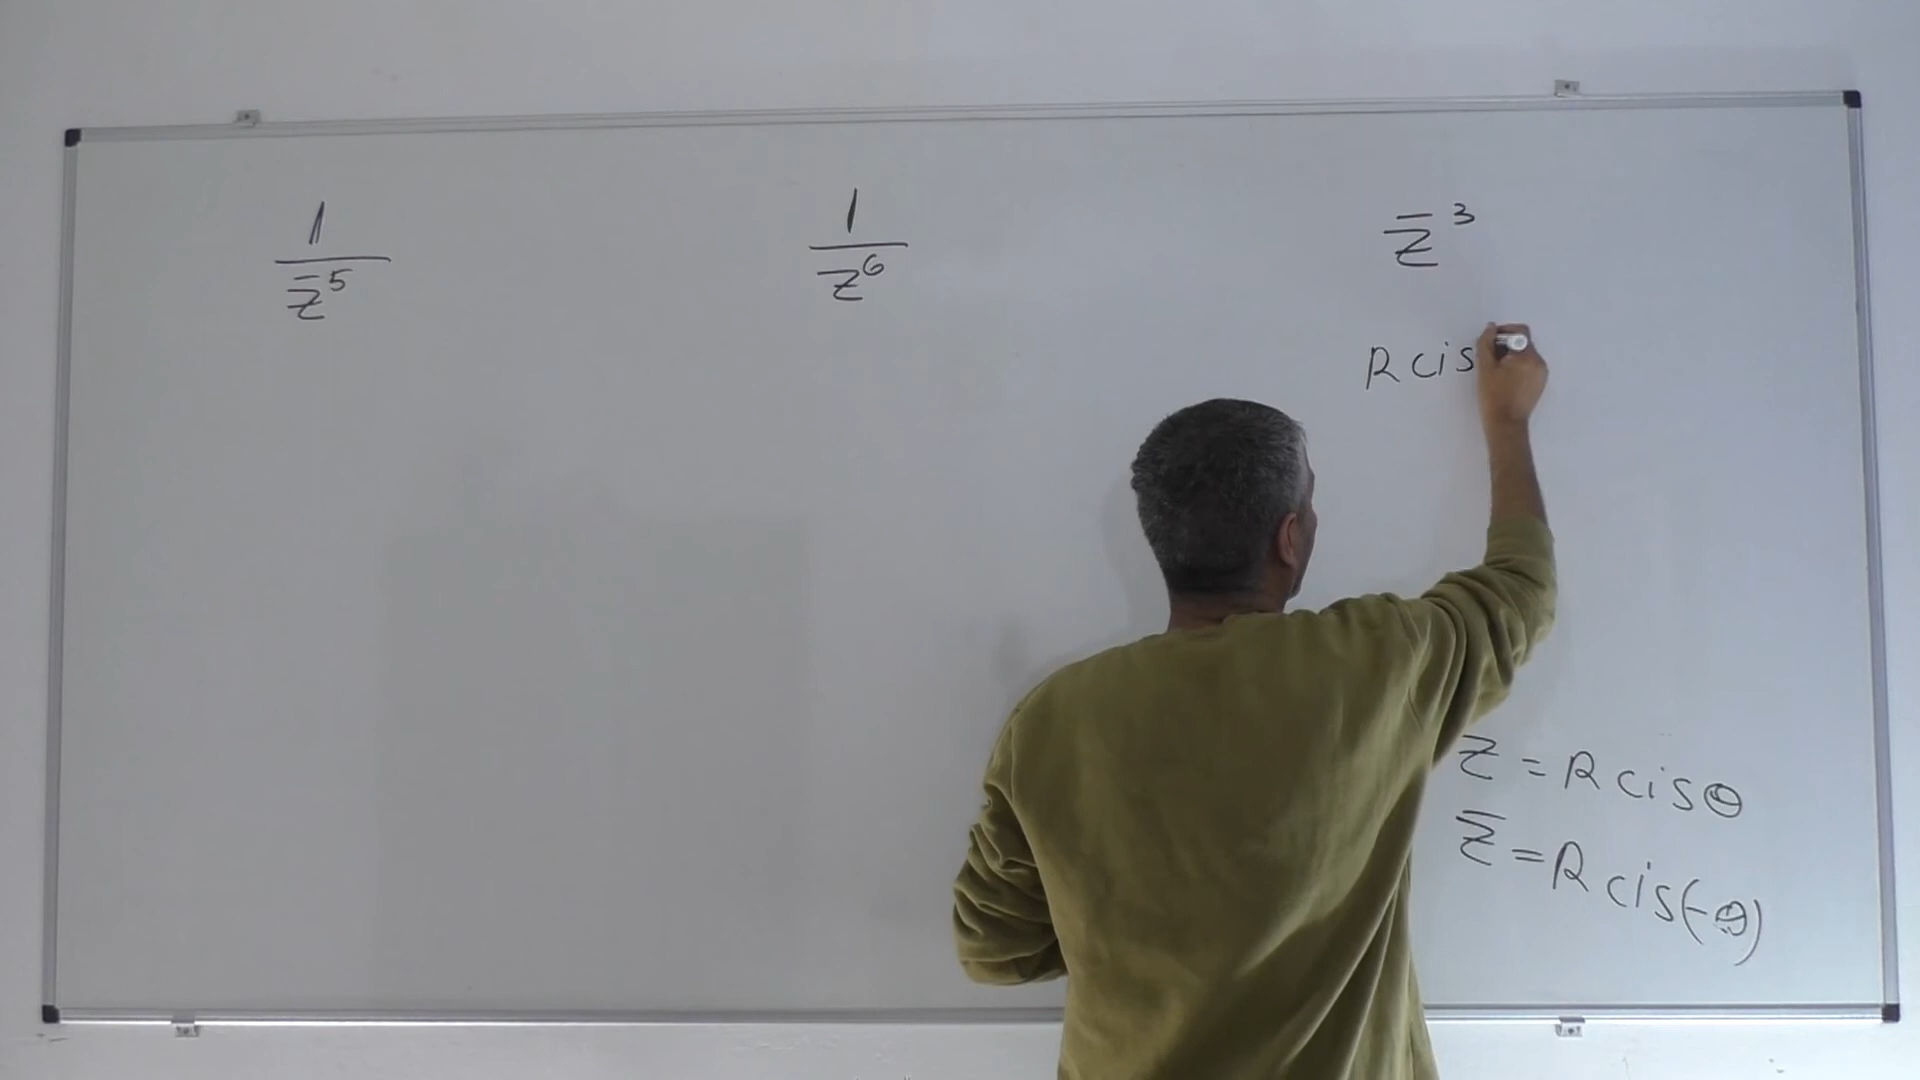 1/z̄⁵
1/z⁶
z̄³
R cis
z = R cis θ
z̄ = R cis(-θ)